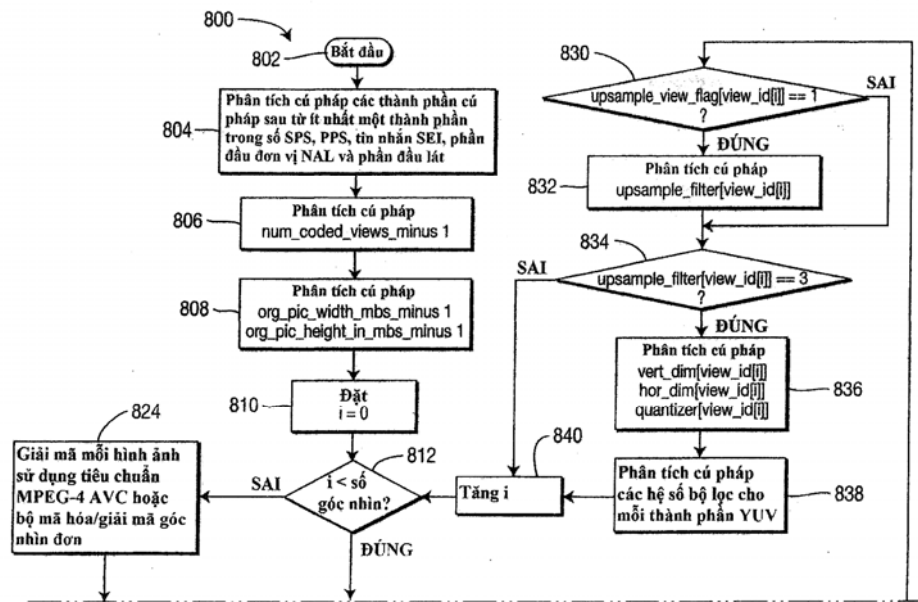 800
802
Bắt đầu
804
Phân tích cú pháp các thành phần cú
pháp sau từ ít nhất một thành phần
trong số SPS, PPS, tin nhắn SEI, phần
đầu đơn vị NAL và phần đầu lát
806
Phân tích cú pháp
num_coded_views_minus 1
808
Phân tích cú pháp
org_pic_width_mbs_minus 1
org_pic_height_in_mbs_minus 1
810
Đặt
i = 0
812
i < số
góc nhìn?
SAI
ĐÚNG
824
Giải mã mỗi hình ảnh
sử dụng tiêu chuẩn
MPEG-4 AVC hoặc
bộ mã hóa/giải mã góc
nhìn đơn
830
upsample_view_flag[view_id[i]] == 1
?
SAI
ĐÚNG
832
Phân tích cú pháp
upsample_filter[view_id[i]]
834
SAI
upsample_filter[view_id[i]] == 3
?
ĐÚNG
Phân tích cú pháp
vert_dim[view_id[i]]
hor_dim[view_id[i]]
quantizer[view_id[i]]
836
Phân tích cú pháp
các hệ số bộ lọc cho
mỗi thành phần YUV
838
840
Tăng i